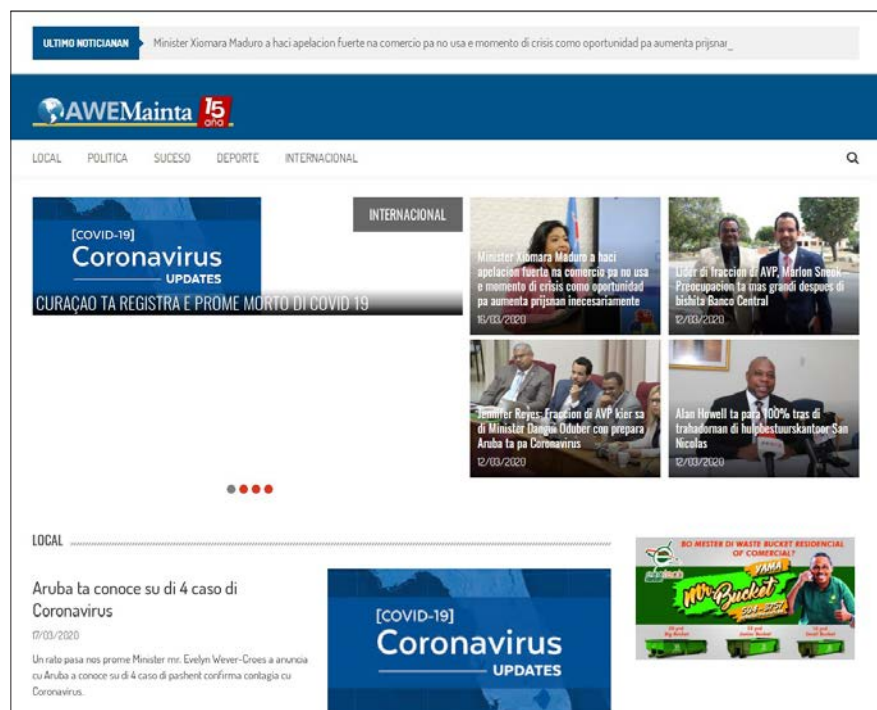 ULTIMO NOTICIANAN
Minister Xiomara Maduro a haci apelacion fuerte na comercio pa no usa e momento di crisis como oportunidad pa aumenta prijsnan_
AWEMainta 15 aña
LOCAL POLITICA SUCESO DEPORTE INTERNACIONAL
INTERNACIONAL
[COVID-19]
Coronavirus
UPDATES
CURAÇAO TA REGISTRA E PROME MORTO DI COVID 19
Minister Xiomara Maduro a haci
apelacion fuerte na comercio pa no usa
e momento di crisis como oportunidad
pa aumenta prijsnan inecesariamente
16/03/2020
Lider di fraccion di AVP, Marlon Sneek
Preocupacion ta mas grandi despues di
bishita Banco Central
12/03/2020
Jennifer Reyes: Fraccion di AVP kier sa
di Minister Dangui Oduber con prepara
Aruba ta pa Coronavirus
12/03/2020
Alan Howell ta para 100% tras di
trahadornan di hulpbestuurskantoor San
Nicolas
12/03/2020
LOCAL
Aruba ta conoce su di 4 caso di
Coronavirus
17/03/2020
Un rato pasa nos prome Minister mr. Evelyn Wever-Croes a anuncia
cu Aruba a conoce su di 4 caso di pashent confirma contagia cu
Coronavirus.
[COVID-19]
Coronavirus
UPDATES
BO MESTER DI WASTE BUCKET RESIDENCIAL
OF COMERCIAL?
YAMA
Mr Bucket